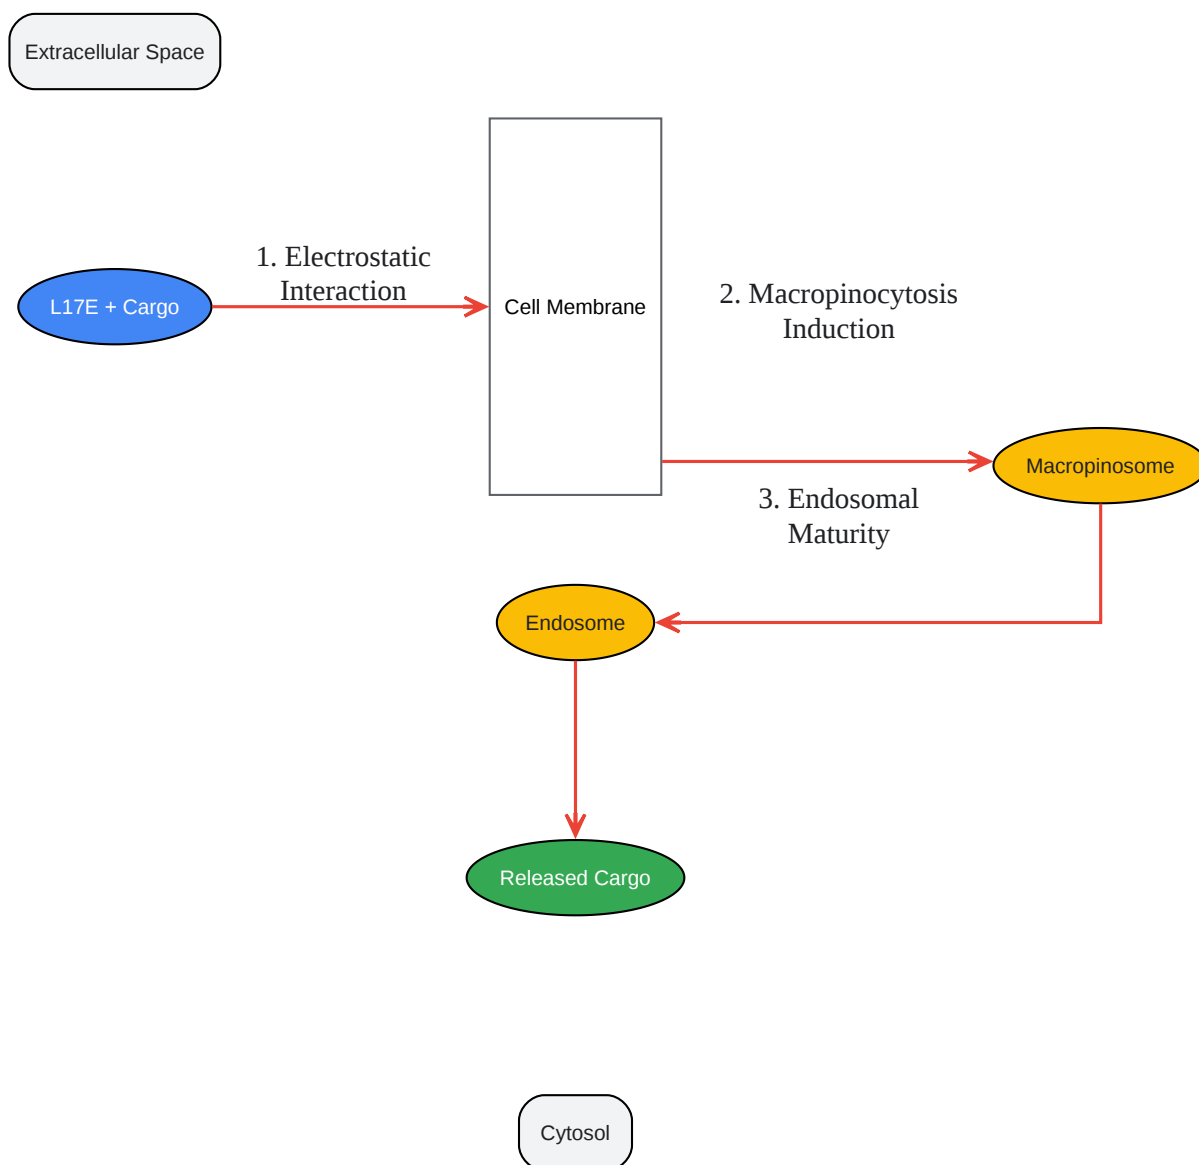 Extracellular Space
1. Electrostatic
Interaction
L17E + Cargo
Cell Membrane
2. Macropinocytosis
Induction
Macropinosome
3. Endosomal
Maturity
Endosome
Released Cargo
Cytosol